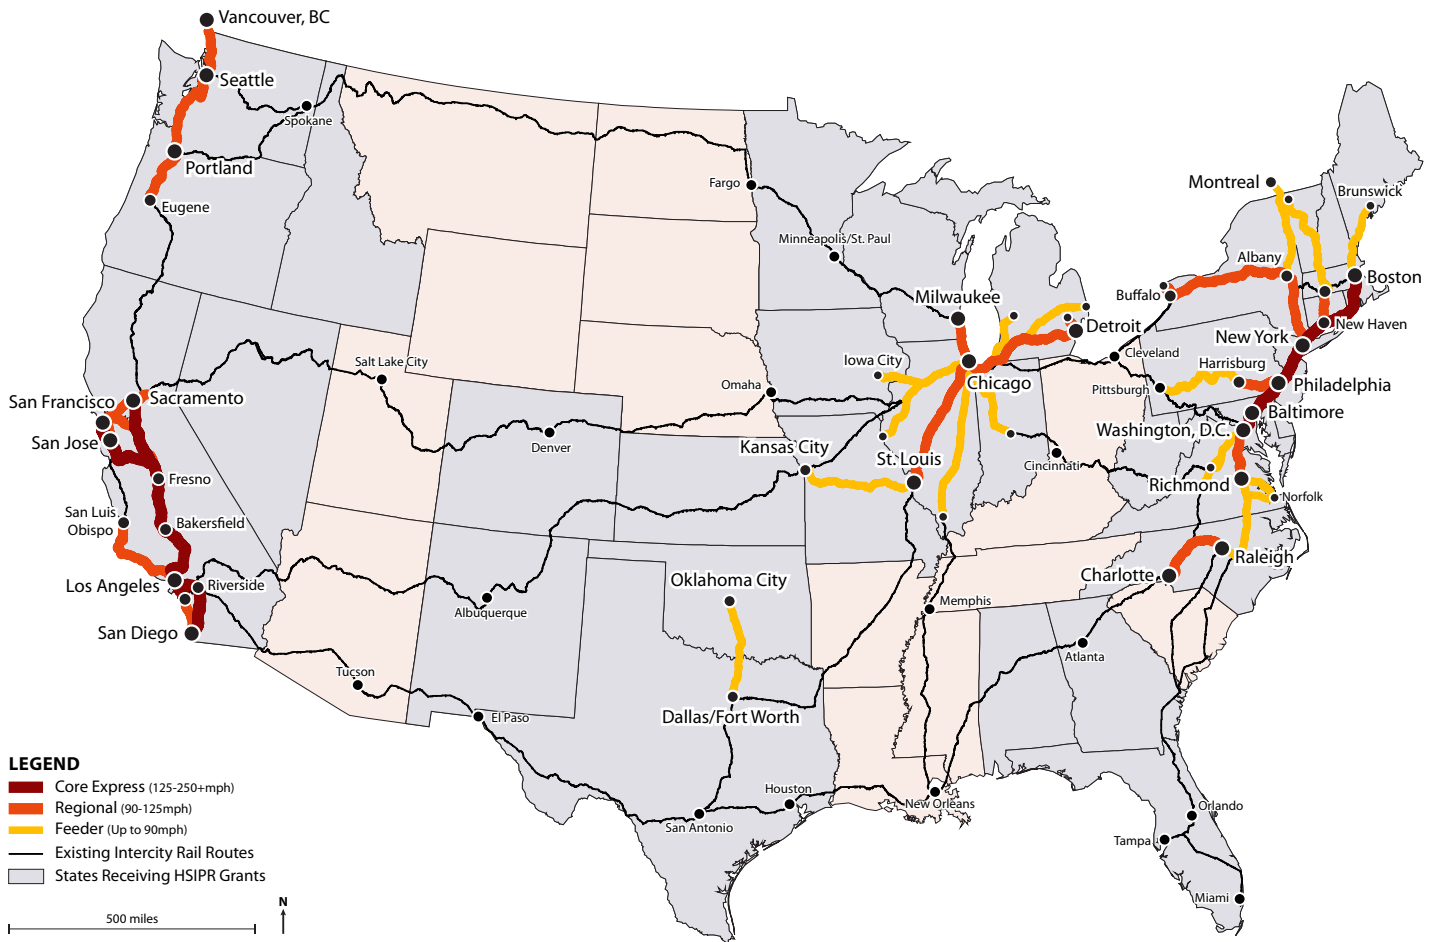 Vancouver, BC
Seattle
Spokane
Portland
Eugene
Fargo
Minneapolis/St. Paul
Milwaukee
Detroit
Montreal
Brunswick
Albany
Boston
Buffalo
New Haven
New York
Cleveland
Harrisburg
Pittsburgh
Philadelphia
Baltimore
Washington, D.C.
Iowa City
Chicago
Salt Lake City
Omaha
Sacramento
San Francisco
San Jose
Denver
Kansas City
St. Louis
Cincinnati
Richmond
Norfolk
Fresno
San Luis
Obispo
Bakersfield
Raleigh
Charlotte
Los Angeles
Riverside
Oklahoma City
Albuquerque
Memphis
San Diego
Atlanta
Tucson
El Paso
Dallas/Fort Worth
Houston
New Orleans
San Antonio
Orlando
Tampa
Miami
LEGEND
Core Express (125-250+mph)
Regional (90-125mph)
Feeder (Up to 90mph)
Existing Intercity Rail Routes
States Receiving HSIPR Grants
500 miles
N